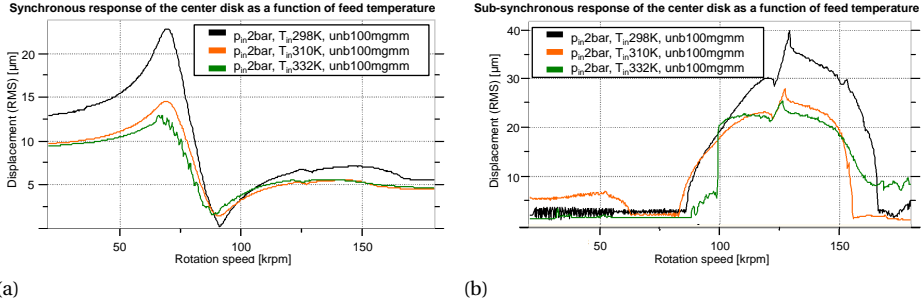 Synchronous response of the center disk as a function of feed temperature
Displacement (RMS) [µm]
20
15
10
5
50
100
150
Rotation speed [krpm]
pin2bar, Tin298K, unb100mgmm
pin2bar, Tin310K, unb100mgmm
pin2bar, Tin332K, unb100mgmm
(a)
Sub-synchronous response of the center disk as a function of feed temperature
Displacement (RMS) [µm]
40
30
20
10
0
50
100
150
Rotation speed [krpm]
pin2bar, Tin298K, unb100mgmm
pin2bar, Tin310K, unb100mgmm
pin2bar, Tin332K, unb100mgmm
(b)